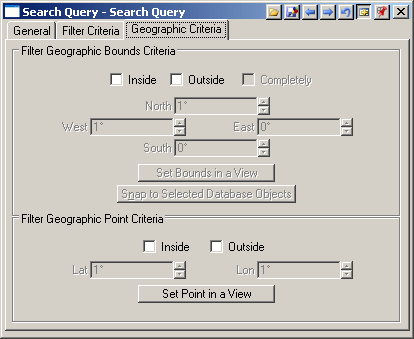 Search Query - Search Query
General Filter Criteria Geographic Criteria
Filter Geographic Bounds Criteria
Inside Outside Completely
North 1°
West 1° East 0°
South 0°
Set Bounds in a View
Snap to Selected Database Objects
Filter Geographic Point Criteria
Inside Outside
Lat 1° Lon 1°
Set Point in a View